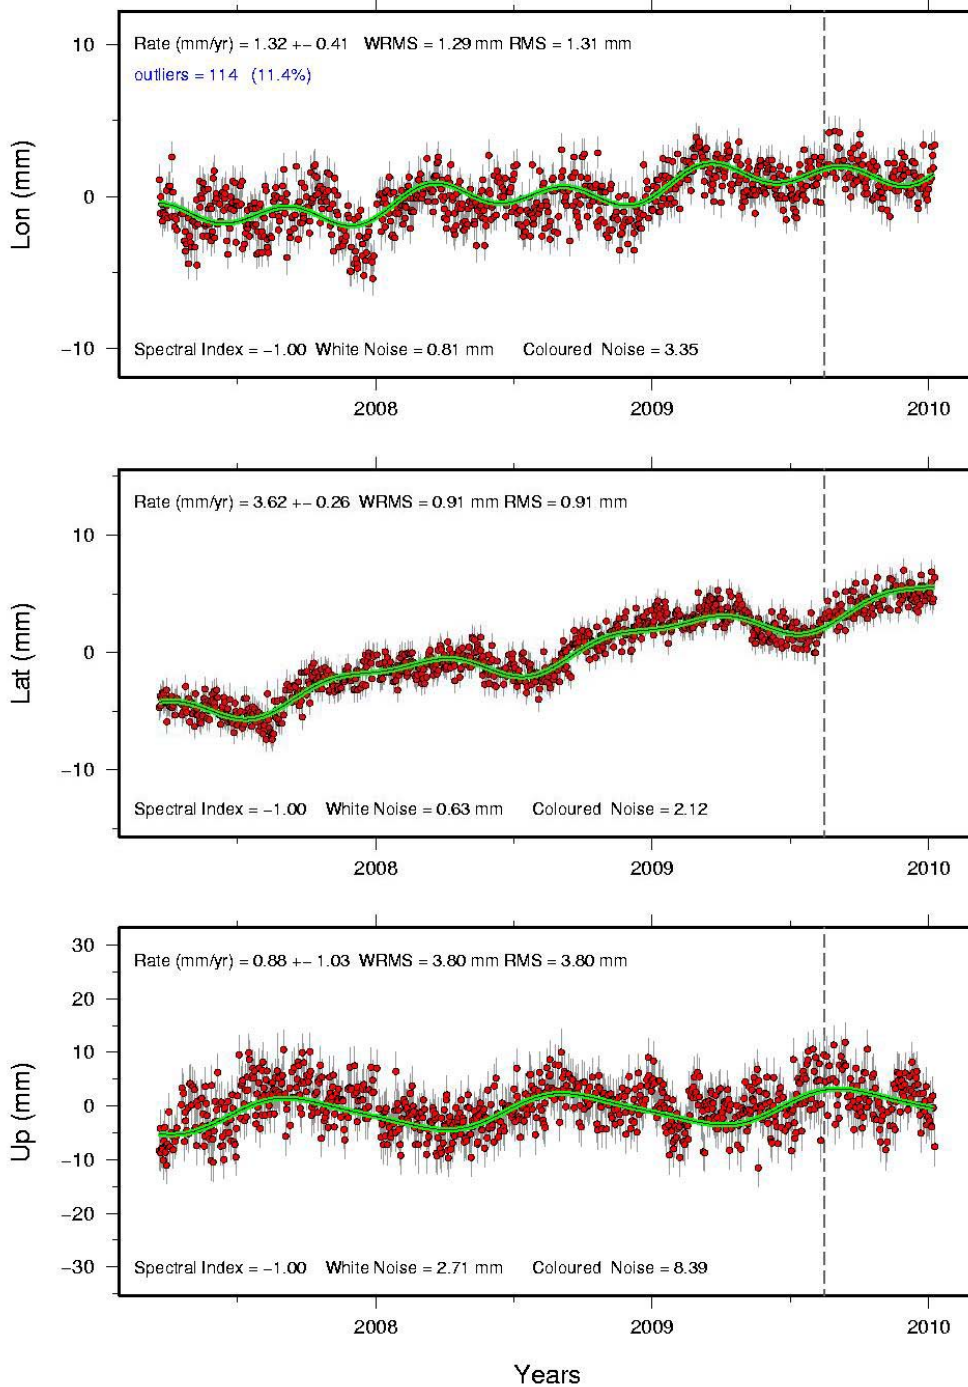 10
0
−10
Lon (mm)
Rate (mm/yr) = 1.32 +− 0.41 WRMS = 1.29 mm RMS = 1.31 mm
outliers = 114 (11.4%)
Spectral Index = −1.00 White Noise = 0.81 mm Coloured Noise = 3.35
2008 2009 2010
10
0
−10
Lat (mm)
Rate (mm/yr) = 3.62 +− 0.26 WRMS = 0.91 mm RMS = 0.91 mm
Spectral Index = −1.00 White Noise = 0.63 mm Coloured Noise = 2.12
2008 2009 2010
30
20
10
0
−10
−20
−30
Up (mm)
Rate (mm/yr) = 0.88 +− 1.03 WRMS = 3.80 mm RMS = 3.80 mm
Spectral Index = −1.00 White Noise = 2.71 mm Coloured Noise = 8.39
2008 2009 2010
Years